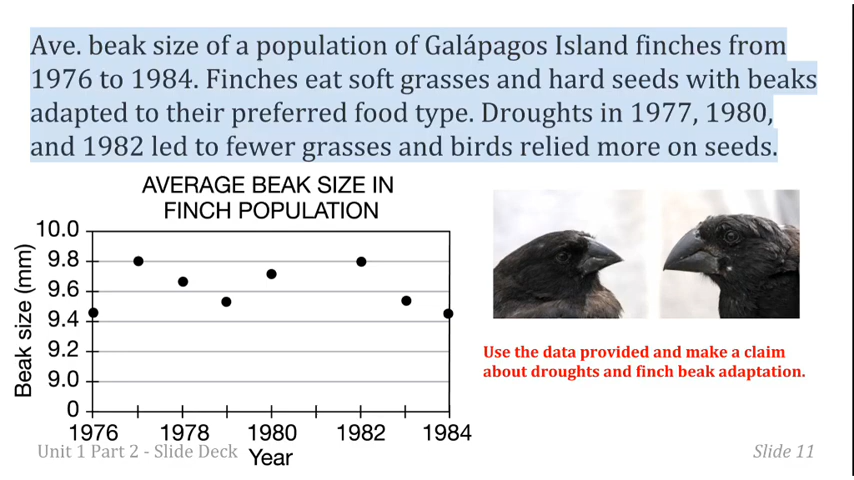 Ave. beak size of a population of Galápagos Island finches from
1976 to 1984. Finches eat soft grasses and hard seeds with beaks
adapted to their preferred food type. Droughts in 1977, 1980,
and 1982 led to fewer grasses and birds relied more on seeds.
AVERAGE BEAK SIZE IN
FINCH POPULATION
Beak size (mm)
10.0
9.8
9.6
9.4
9.2
9.0
0
1976 1978 1980 1982 1984
Year
Use the data provided and make a claim
about droughts and finch beak adaptation.
Unit 1 Part 2 - Slide Deck
Slide 11